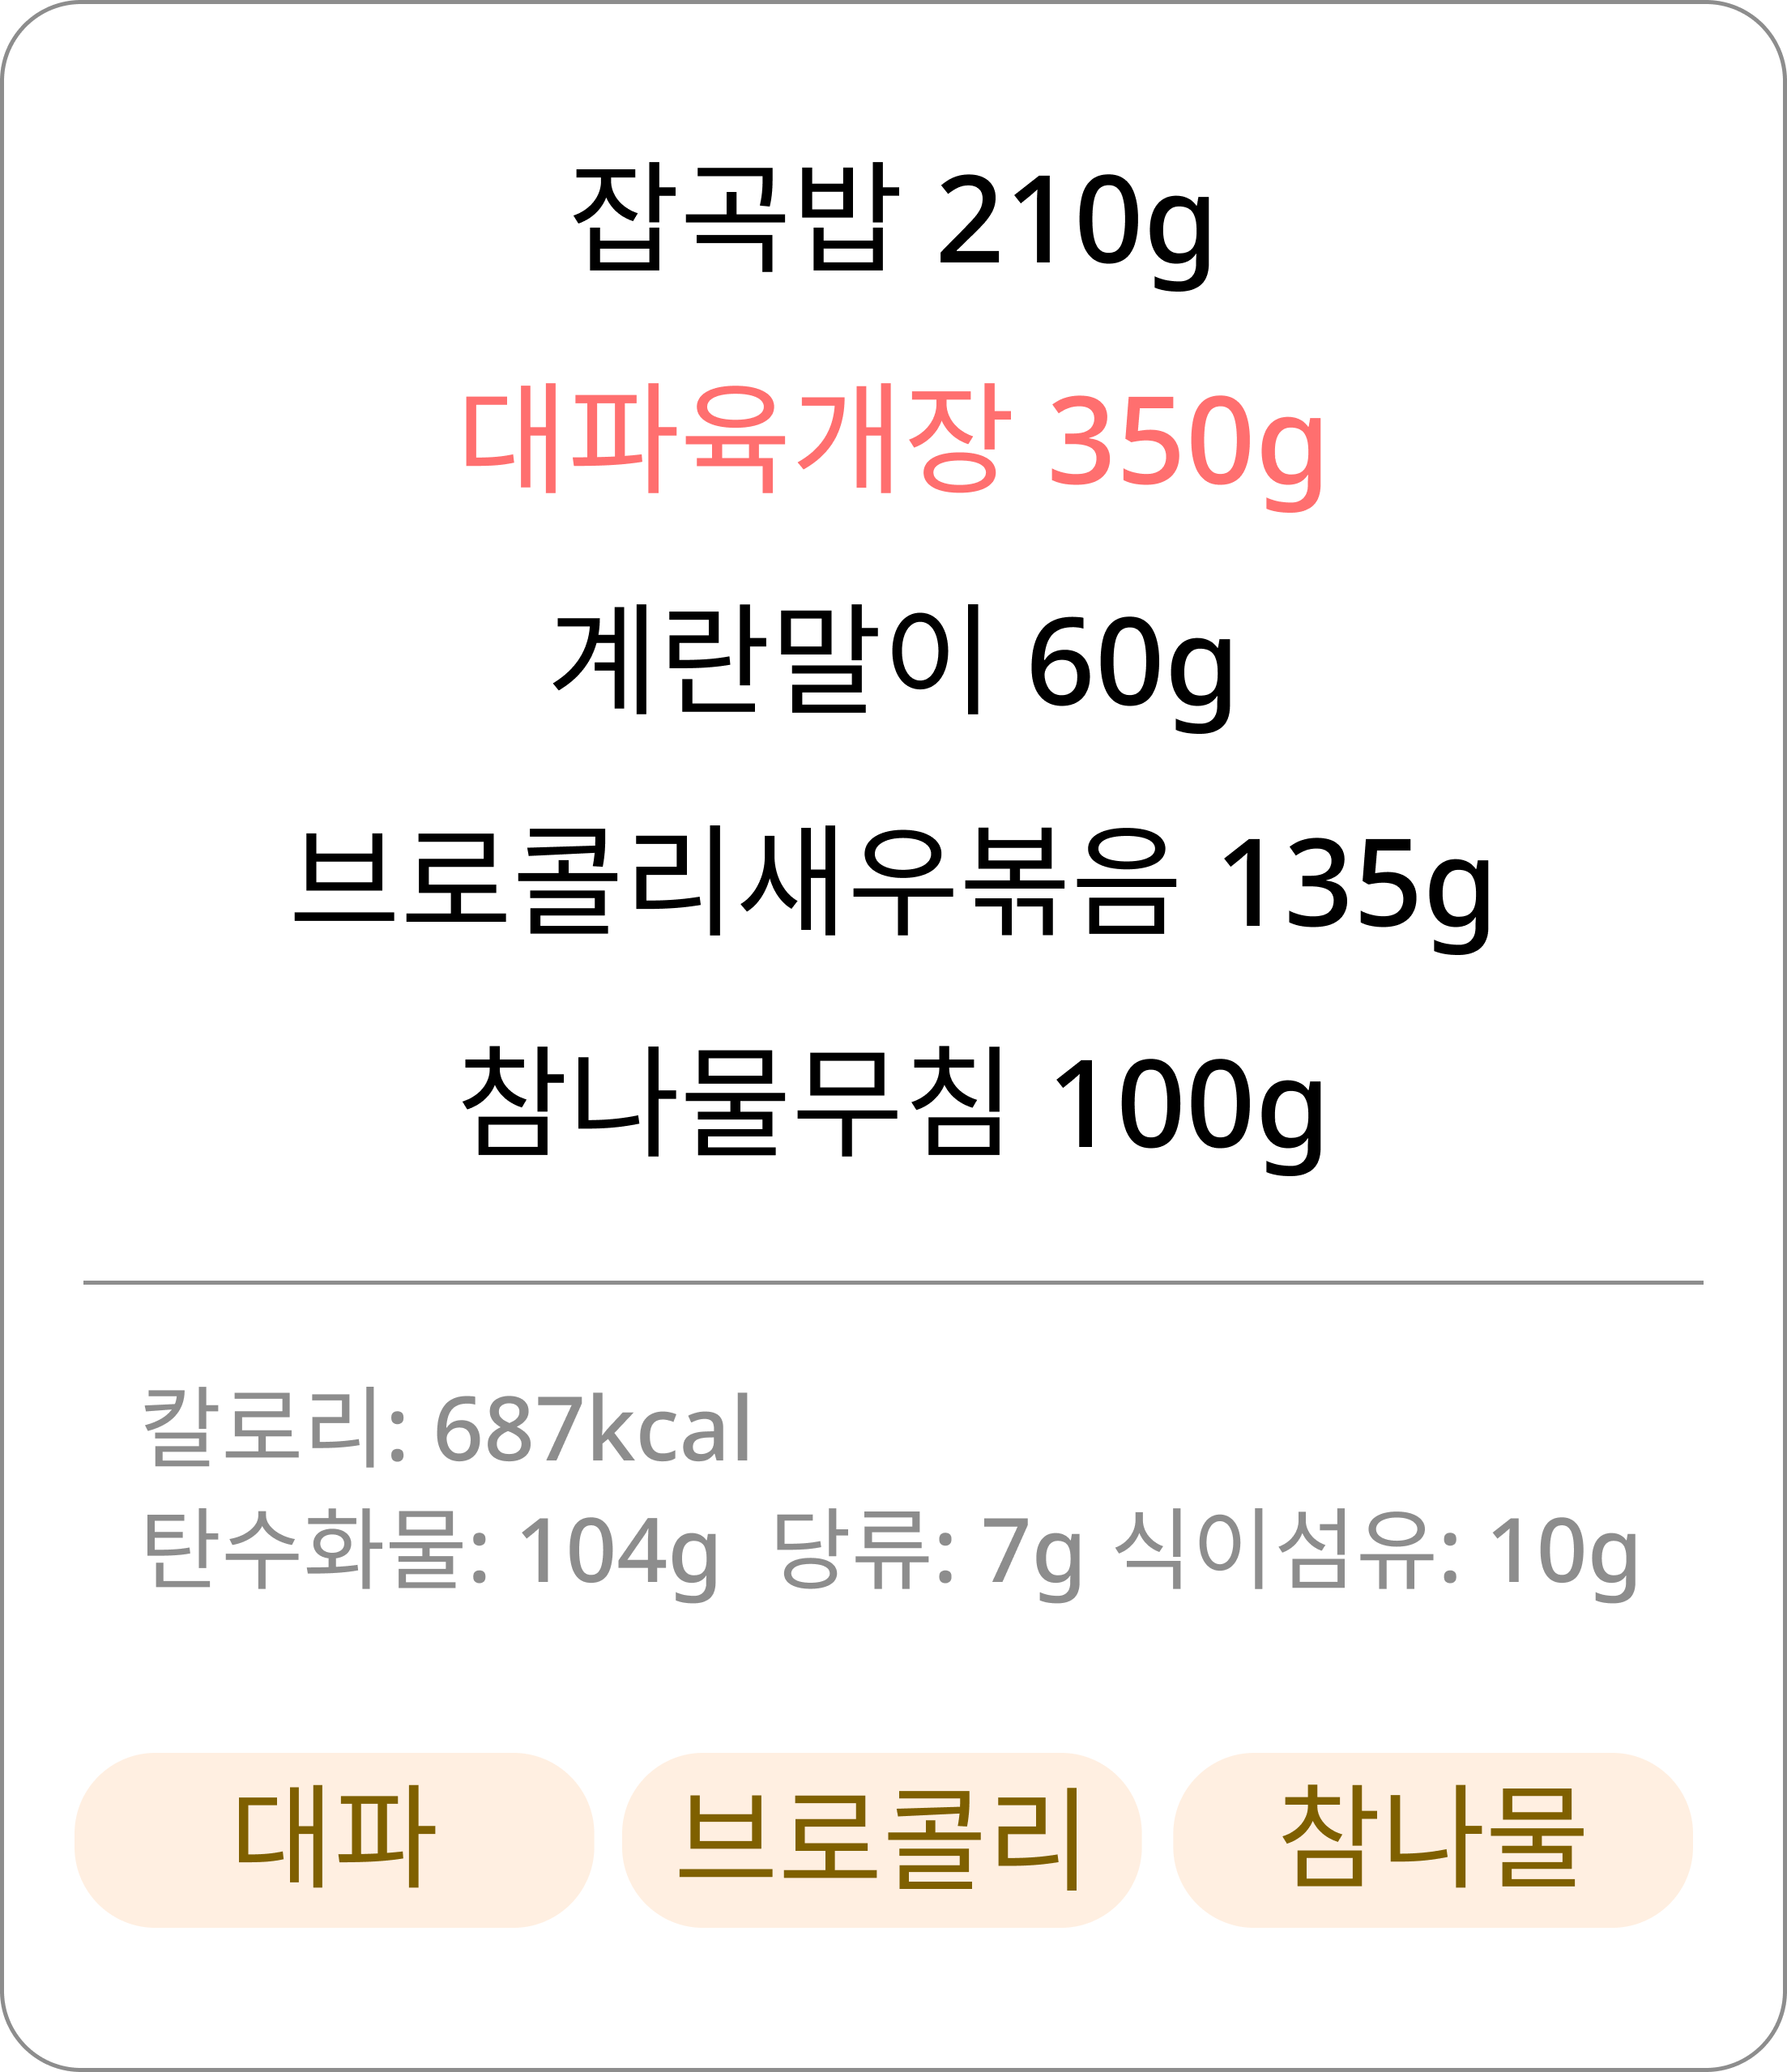 잡곡밥 210g
대파육개장 350g
계란말이 60g
브로콜리새우볶음 135g
참나물무침 100g
칼로리: 687kcal
탄수화물: 104g 당류: 7g 식이섬유: 10g
대파 브로콜리 참나물